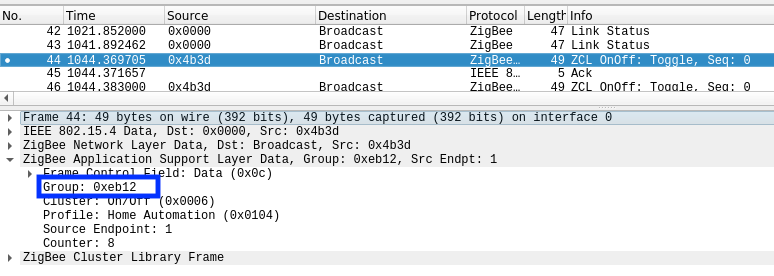 No. Time Source Destination Protocol Length Info
42 1021.852000 0x0000 Broadcast ZigBee 47 Link Status
43 1041.892462 0x0000 Broadcast ZigBee 47 Link Status
44 1044.369705 0x4b3d Broadcast ZigBee… 49 ZCL OnOff: Toggle, Seq: 0
45 1044.371657 IEEE 8… 5 Ack
46 1044.383000 0x4b3d Broadcast ZigBee… 49 ZCL OnOff: Toggle, Seq: 0
Frame 44: 49 bytes on wire (392 bits), 49 bytes captured (392 bits) on interface 0
IEEE 802.15.4 Data, Dst: 0x0000, Src: 0x4b3d
ZigBee Network Layer Data, Dst: Broadcast, Src: 0x4b3d
ZigBee Application Support Layer Data, Group: 0xeb12, Src Endpt: 1
Frame Control Field: Data (0x0c)
Group: 0xeb12
Cluster: On/Off (0x0006)
Profile: Home Automation (0x0104)
Source Endpoint: 1
Counter: 8
ZigBee Cluster Library Frame